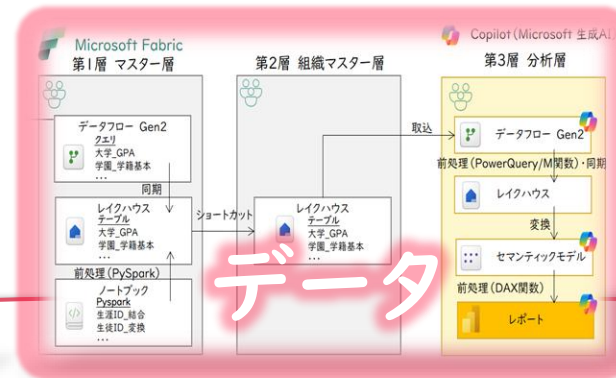 Microsoft Fabric
第1層 マスター層
データフロー Gen2
クエリ
大学_GPA
学園_学籍基本
...
同期
レイクハウス
テーブル
大学_GPA
学園_学籍基本
...
前処理(PySpark)
ノートブック
Pyspark
生涯ID_結合
生徒ID_変換
...
ショートカット
第2層 組織マスター層
レイクハウス
テーブル
大学_GPA
学園_学籍基本
...
取込
Copilot(Microsoft 生成AI)
第3層 分析層
データフロー Gen2
前処理(PowerQuery/M関数)・同期
レイクハウス
変換
セマンティックモデル
前処理(DAX関数)
レポート
データ